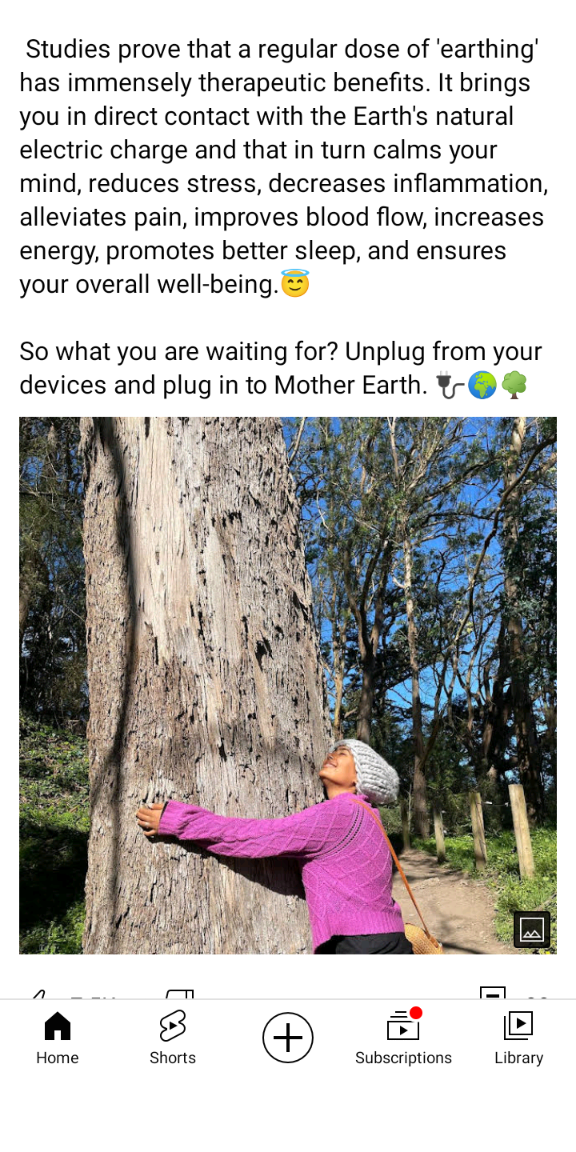 Studies prove that a regular dose of 'earthing'
has immensely therapeutic benefits. It brings
you in direct contact with the Earth's natural
electric charge and that in turn calms your
mind, reduces stress, decreases inflammation,
alleviates pain, improves blood flow, increases
energy, promotes better sleep, and ensures
your overall well-being.😇
So what you are waiting for? Unplug from your
devices and plug in to Mother Earth. 🔌🌍🌳
Home
Shorts
Subscriptions
Library